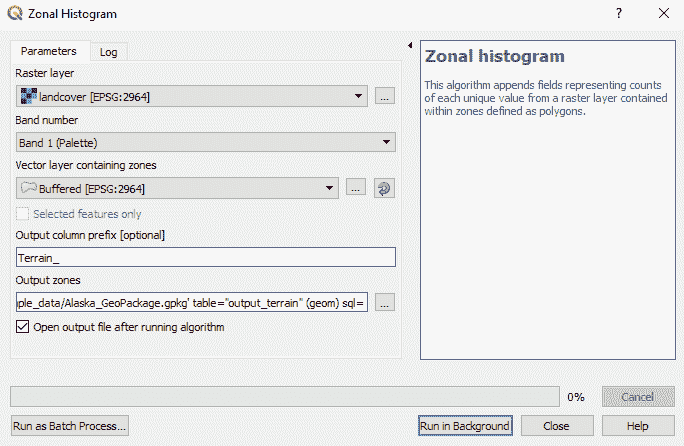 Zonal Histogram
?
Parameters
Log
Raster layer
landcover [EPSG:2964]
...
Band number
Band 1 (Palette)
Vector layer containing zones
Buffered [EPSG:2964]
...
Selected features only
Output column prefix [optional]
Terrain_
Output zones
ple_data/Alaska_GeoPackage.gpkg' table="output_terrain" (geom) sql=
...
Open output file after running algorithm
Zonal histogram
This algorithm appends fields representing counts
of each unique value from a raster layer contained
within zones defined as polygons.
0%
Cancel
Run as Batch Process...
Run in Background
Close
Help